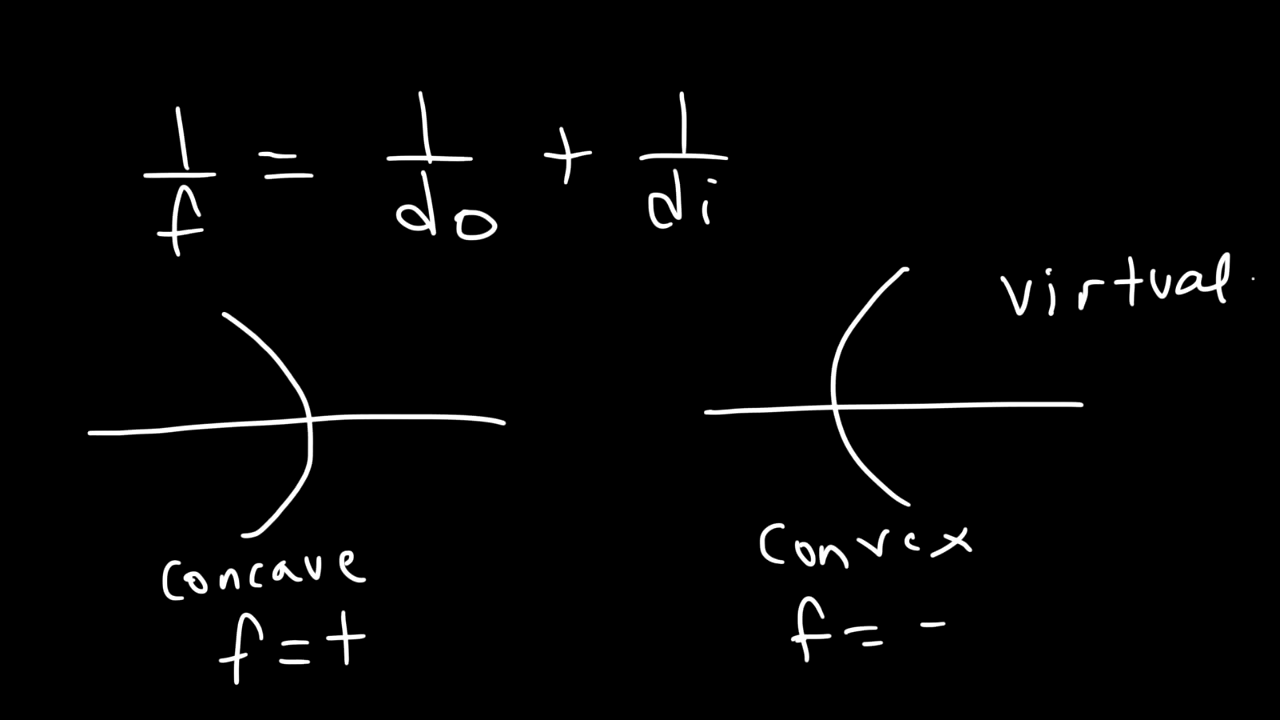 1/f = 1/do + 1/di
virtual.
concave
convex
f = +
f = -